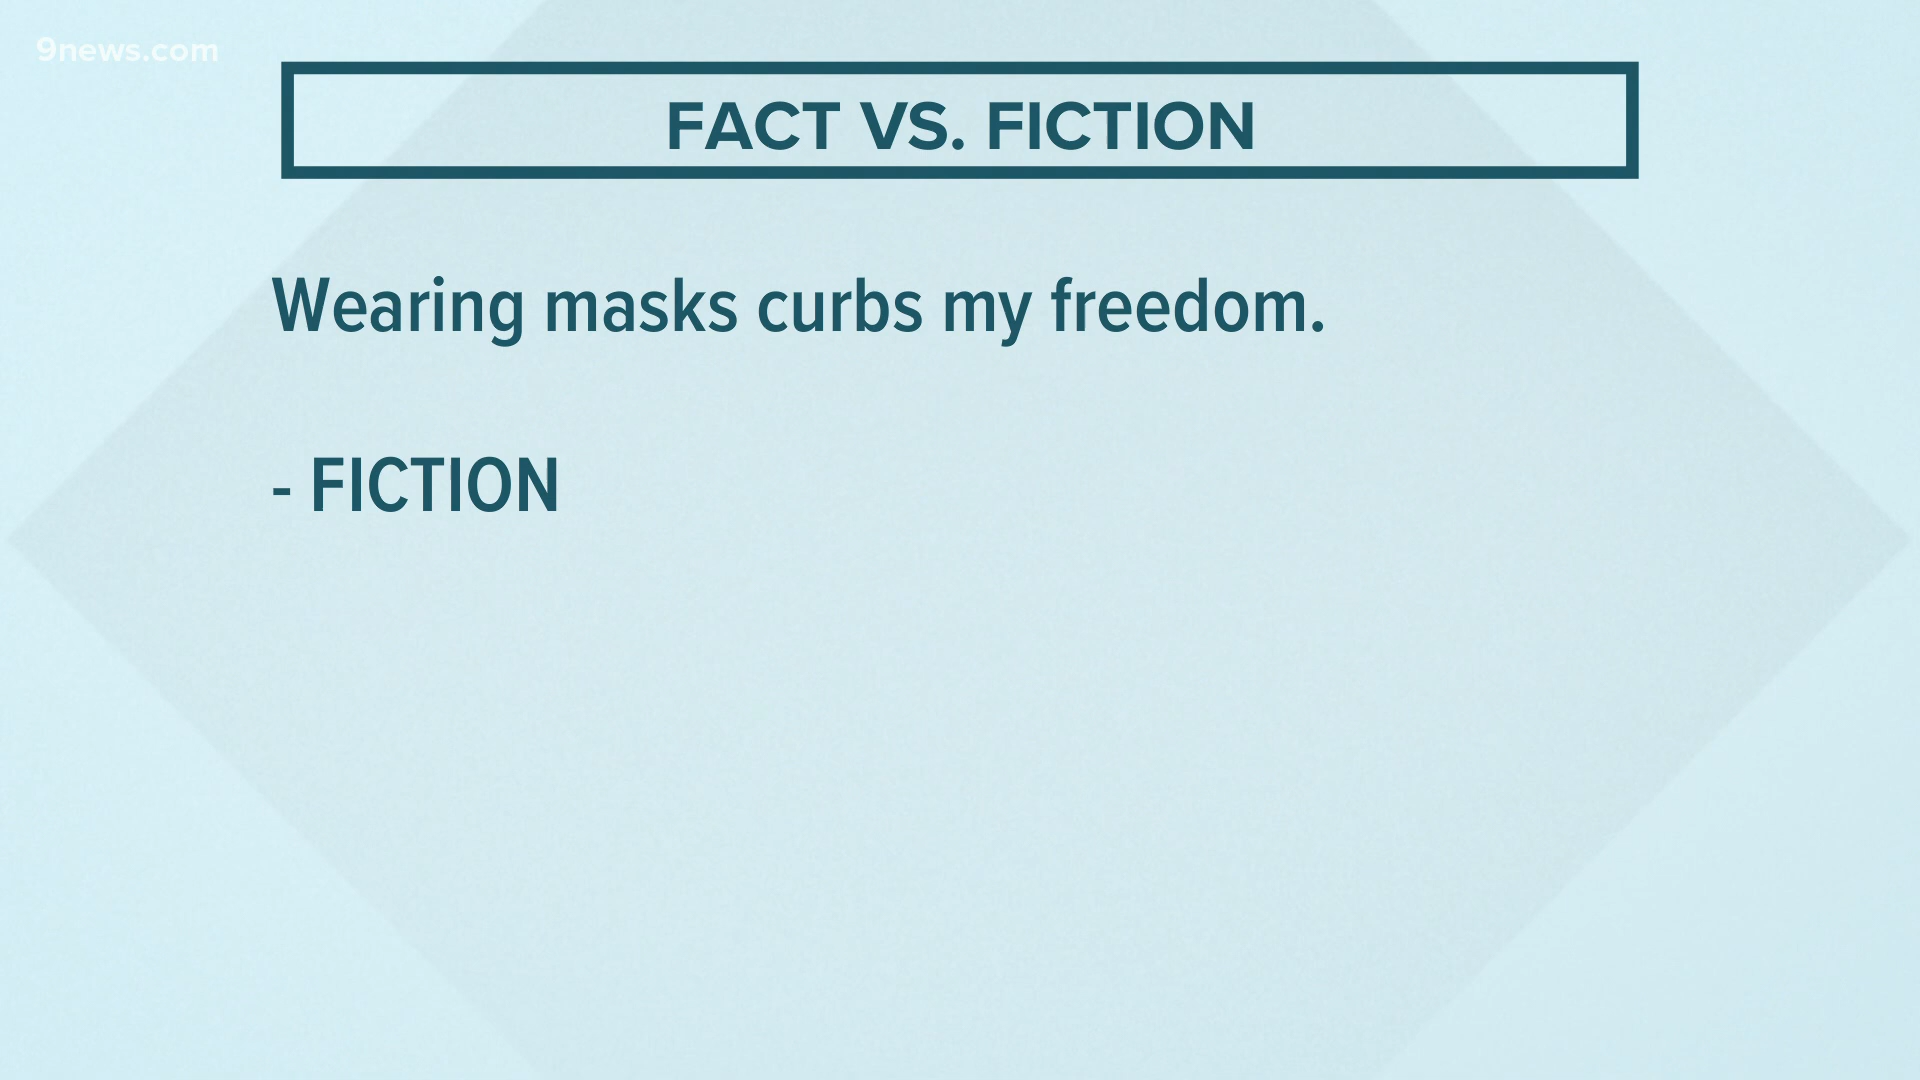 9news.com
FACT VS. FICTION
Wearing masks curbs my freedom.
- FICTION